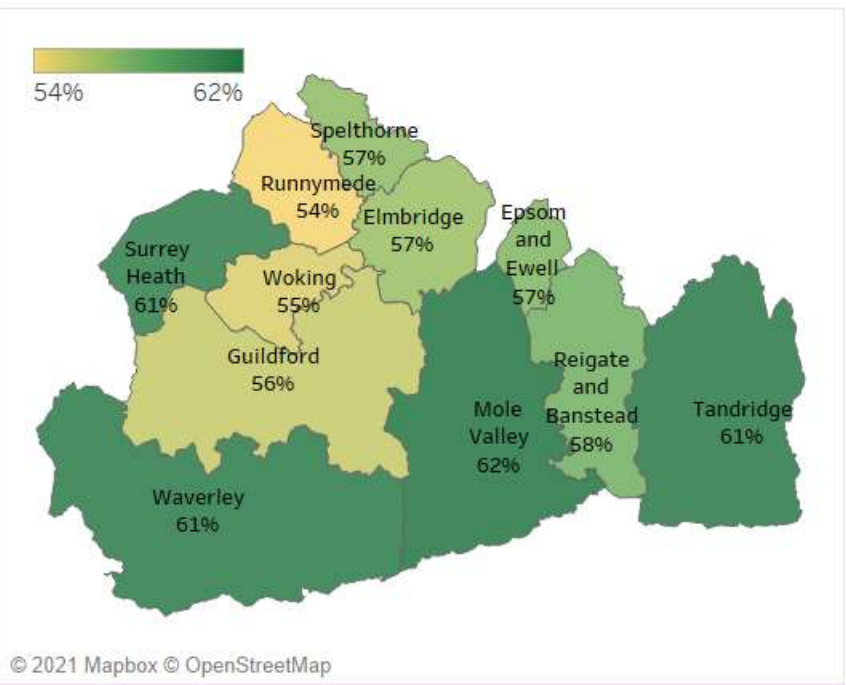 54% 62%
Spelthorne
57%
Runnymede
54%
Elmbridge
57%
Epsom
and
Ewell
57%
Surrey
Heath
61%
Woking
55%
Guildford
56%
Reigate
and
Banstead
58%
Mole
Valley
62%
Tandridge
61%
Waverley
61%
© 2021 Mapbox © OpenStreetMap